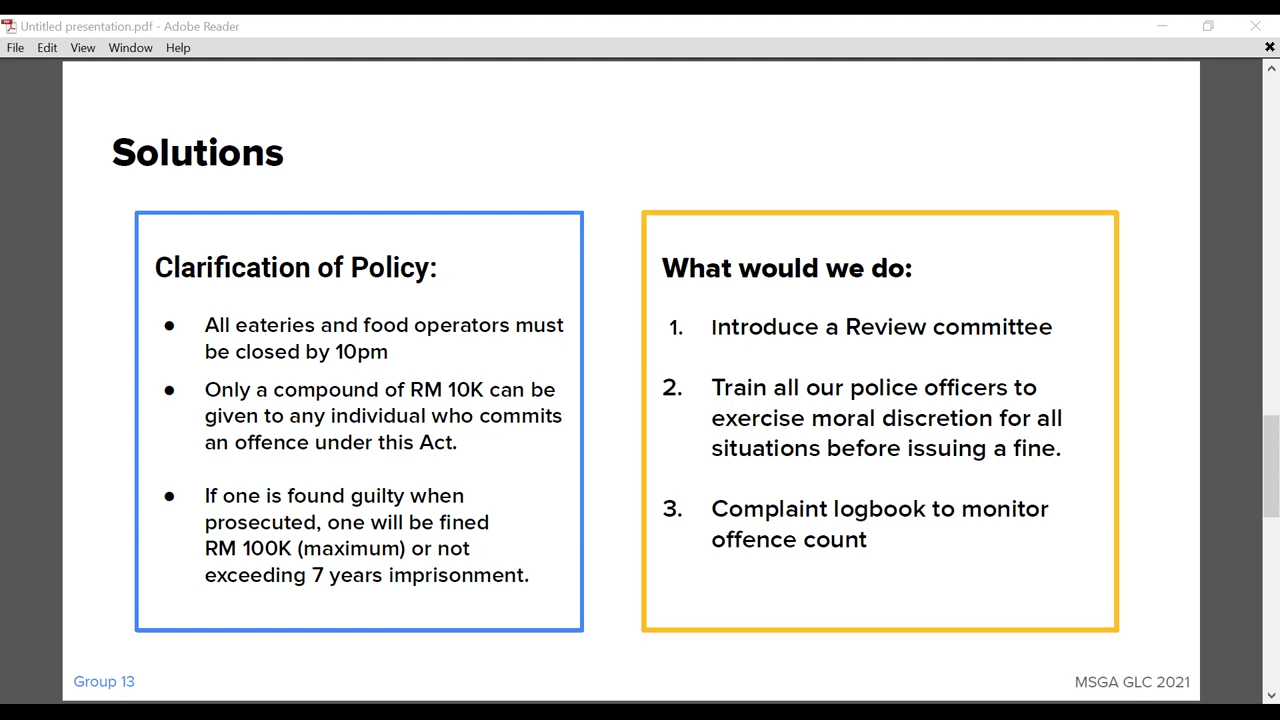 Untitled presentation.pdf - Adobe Reader
File Edit View Window Help
Solutions
Clarification of Policy:
● All eateries and food operators must
be closed by 10pm
● Only a compound of RM 10K can be
given to any individual who commits
an offence under this Act.
● If one is found guilty when
prosecuted, one will be fined
RM 100K (maximum) or not
exceeding 7 years imprisonment.
What would we do:
1. Introduce a Review committee
2. Train all our police officers to
exercise moral discretion for all
situations before issuing a fine.
3. Complaint logbook to monitor
offence count
Group 13
MSGA GLC 2021